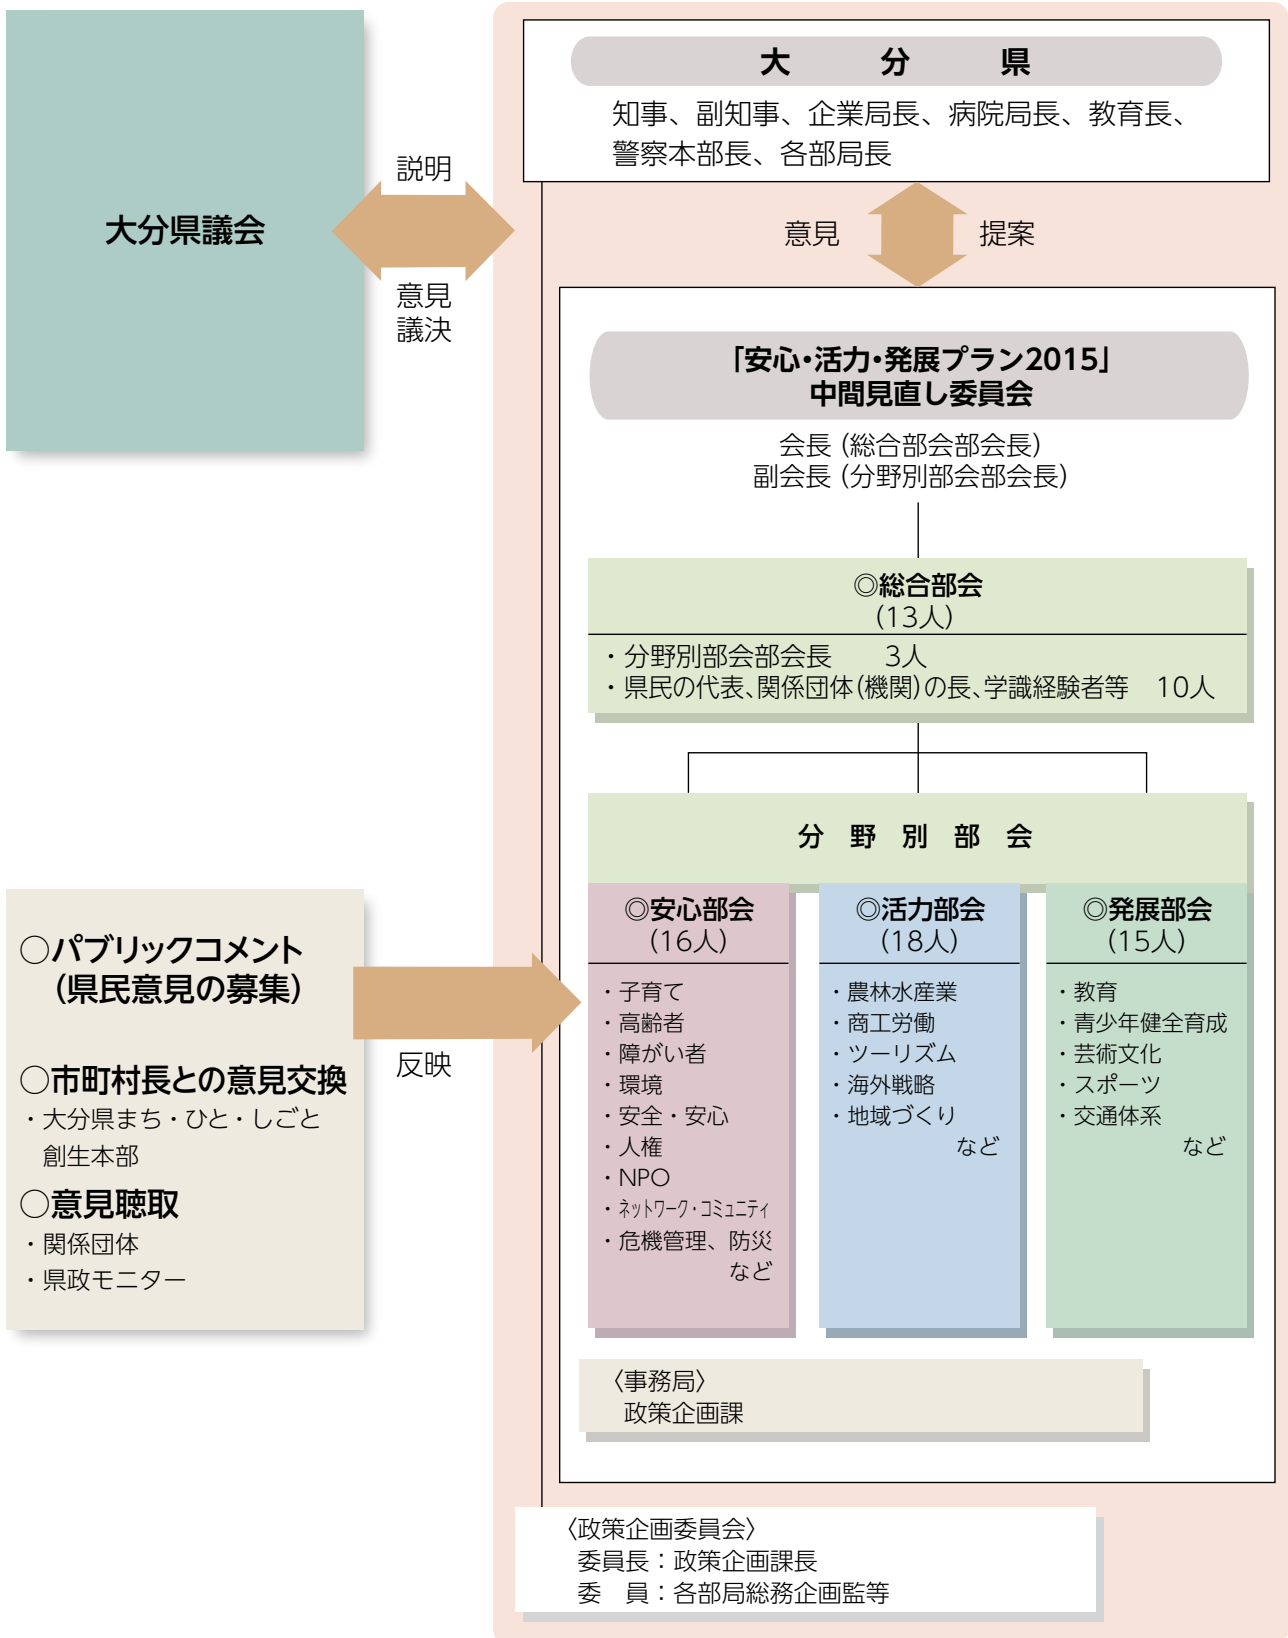 大分県
知事、副知事、企業局長、病院局長、教育長、
警察本部長、各部局長
大分県議会
説明
意見
議決
意見
提案
「安心・活力・発展プラン2015」
中間見直し委員会
会長(総合部会部会長)
副会長(分野別部会部会長)
◎総合部会
(13人)
・分野別部会部会長　3人
・県民の代表、関係団体(機関)の長、学識経験者等　10人
分野別部会
◎安心部会
(16人)
・子育て
・高齢者
・障がい者
・環境
・安全・安心
・人権
・NPO
・ネットワーク・コミュニティ
・危機管理、防災
など
◎活力部会
(18人)
・農林水産業
・商工労働
・ツーリズム
・海外戦略
・地域づくり
など
◎発展部会
(15人)
・教育
・青少年健全育成
・芸術文化
・スポーツ
・交通体系
など
○パブリックコメント
(県民意見の募集)
○市町村長との意見交換
・大分県まち・ひと・しごと
創生本部
○意見聴取
・関係団体
・県政モニター
反映
〈事務局〉
政策企画課
〈政策企画委員会〉
委員長：政策企画課長
委　員：各部局総務企画監等